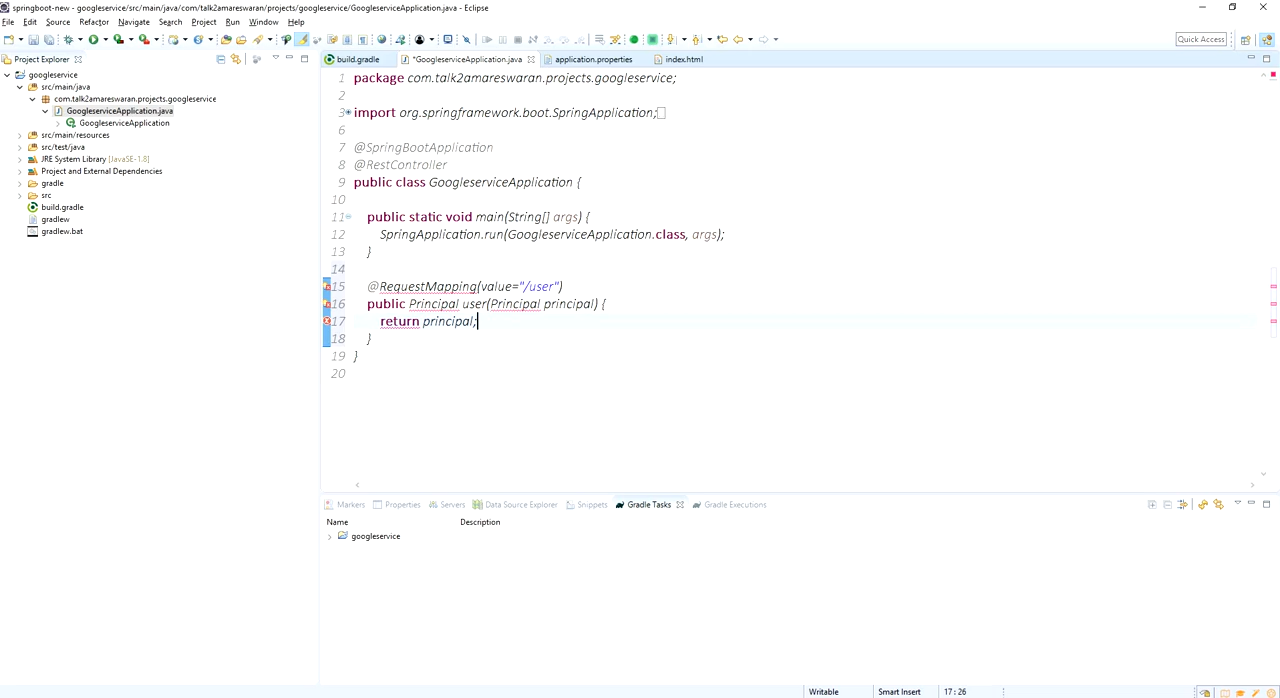 springboot-new - googleservice/src/main/java/com/talk2amareswaran/projects/googleservice/GoogleserviceApplication.java - Eclipse
File Edit Source Refactor Navigate Search Project Run Window Help
Quick Access
Project Explorer
googleservice
src/main/java
com.talk2amareswaran.projects.googleservice
GoogleserviceApplication.java
GoogleserviceApplication
src/main/resources
src/test/java
JRE System Library [JavaSE-1.8]
Project and External Dependencies
gradle
src
build.gradle
gradlew
gradlew.bat
build.gradle *GoogleserviceApplication.java application.properties index.html
1 package com.talk2amareswaran.projects.googleservice;
2
3 import org.springframework.boot.SpringApplication;
6
7 @SpringBootApplication
8 @RestController
9 public class GoogleserviceApplication {
10
11 public static void main(String[] args) {
12 SpringApplication.run(GoogleserviceApplication.class, args);
13 }
14
15 @RequestMapping(value="/user")
16 public Principal user(Principal principal) {
17 return principal;
18 }
19 }
20
Markers Properties Servers Data Source Explorer Snippets Gradle Tasks Gradle Executions
Name Description
googleservice
Writable Smart Insert 17 : 26